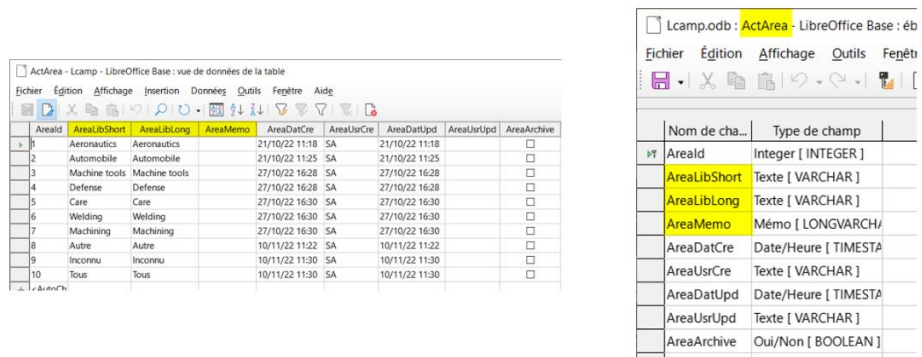 ActArea - Lcamp - LibreOffice Base : vue de données de la table
Fichier Édition Affichage Insertion Données Outils Fenêtre Aide
AreaId AreaLibShort AreaLibLong AreaMemo AreaDatCre AreaUsrCre AreaDatUpd AreaUsrUpd AreaArchive
1 Aeronautics Aeronautics 21/10/22 11:18 SA 21/10/22 11:18
2 Automobile Automobile 21/10/22 11:25 SA 21/10/22 11:25
3 Machine tools Machine tools 27/10/22 16:28 SA 27/10/22 16:28
4 Defense Defense 27/10/22 16:28 SA 27/10/22 16:28
5 Care Care 27/10/22 16:30 SA 27/10/22 16:30
6 Welding Welding 27/10/22 16:30 SA 27/10/22 16:30
7 Machining Machining 27/10/22 16:30 SA 27/10/22 16:30
8 Autre Autre 10/11/22 11:22 SA 10/11/22 11:22
9 Inconnu Inconnu 10/11/22 11:30 SA 10/11/22 11:30
10 Tous Tous 10/11/22 11:30 SA 10/11/22 11:30
<AutoCh
Lcamp.odb : ActArea - LibreOffice Base : éb
Fichier Édition Affichage Outils Fenêtr
Nom de cha... Type de champ
AreaId Integer [ INTEGER ]
AreaLibShort Texte [ VARCHAR ]
AreaLibLong Texte [ VARCHAR ]
AreaMemo Mémo [ LONGVARCHA
AreaDatCre Date/Heure [ TIMESTA
AreaUsrCre Texte [ VARCHAR ]
AreaDatUpd Date/Heure [ TIMESTA
AreaUsrUpd Texte [ VARCHAR ]
AreaArchive Oui/Non [ BOOLEAN ]